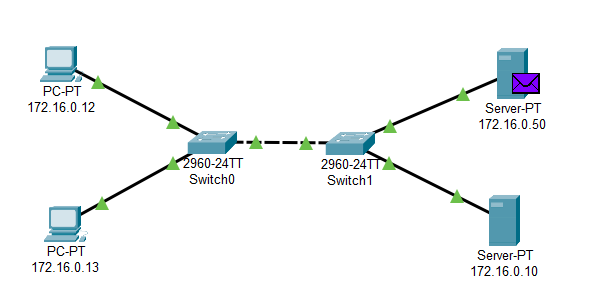 PC-PT
172.16.0.12
Server-PT
172.16.0.50
2960-24TT
Switch0
2960-24TT
Switch1
PC-PT
172.16.0.13
Server-PT
172.16.0.10